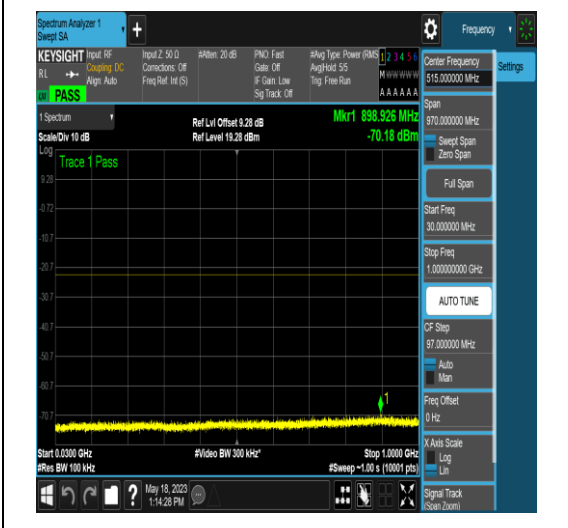 Spectrum Analyzer 1
Swept SA
+
Frequency
KEYSIGHT
RL
PASS
Input: RF
Coupling: DC
Align: Auto
Input Z: 50 Ω
Corrections: Off
Freq Ref: Int (S)
#Atten: 20 dB
PNO: Fast
Gate: Off
IF Gain: Low
Sig Track: Off
#Avg Type: Power (RMS
Avg|Hold: 5/5
Trig: Free Run
1 2 3 4 5 6
M W W W W W
A A A A A A
1 Spectrum
Scale/Div 10 dB
Ref Lvl Offset 9.28 dB
Ref Level 19.28 dBm
Mkr1 898.926 MHz
-70.18 dBm
Log
Trace 1 Pass
9.28
-0.72
-10.7
-20.7
-30.7
-40.7
-50.7
-60.7
-70.7
1
Start 0.0300 GHz
#Res BW 100 kHz
#Video BW 300 kHz*
Stop 1.0000 GHz
#Sweep ~1.00 s (10001 pts)
?
May 18, 2023
1:14:28 PM
Center Frequency
515.000000 MHz
Span
970.000000 MHz
Swept Span
Zero Span
Full Span
Start Freq
30.000000 MHz
Stop Freq
1.000000000 GHz
AUTO TUNE
CF Step
97.000000 MHz
Auto
Man
Freq Offset
0 Hz
X Axis Scale
Log
Lin
Signal Track
(Span Zoom)
Settings